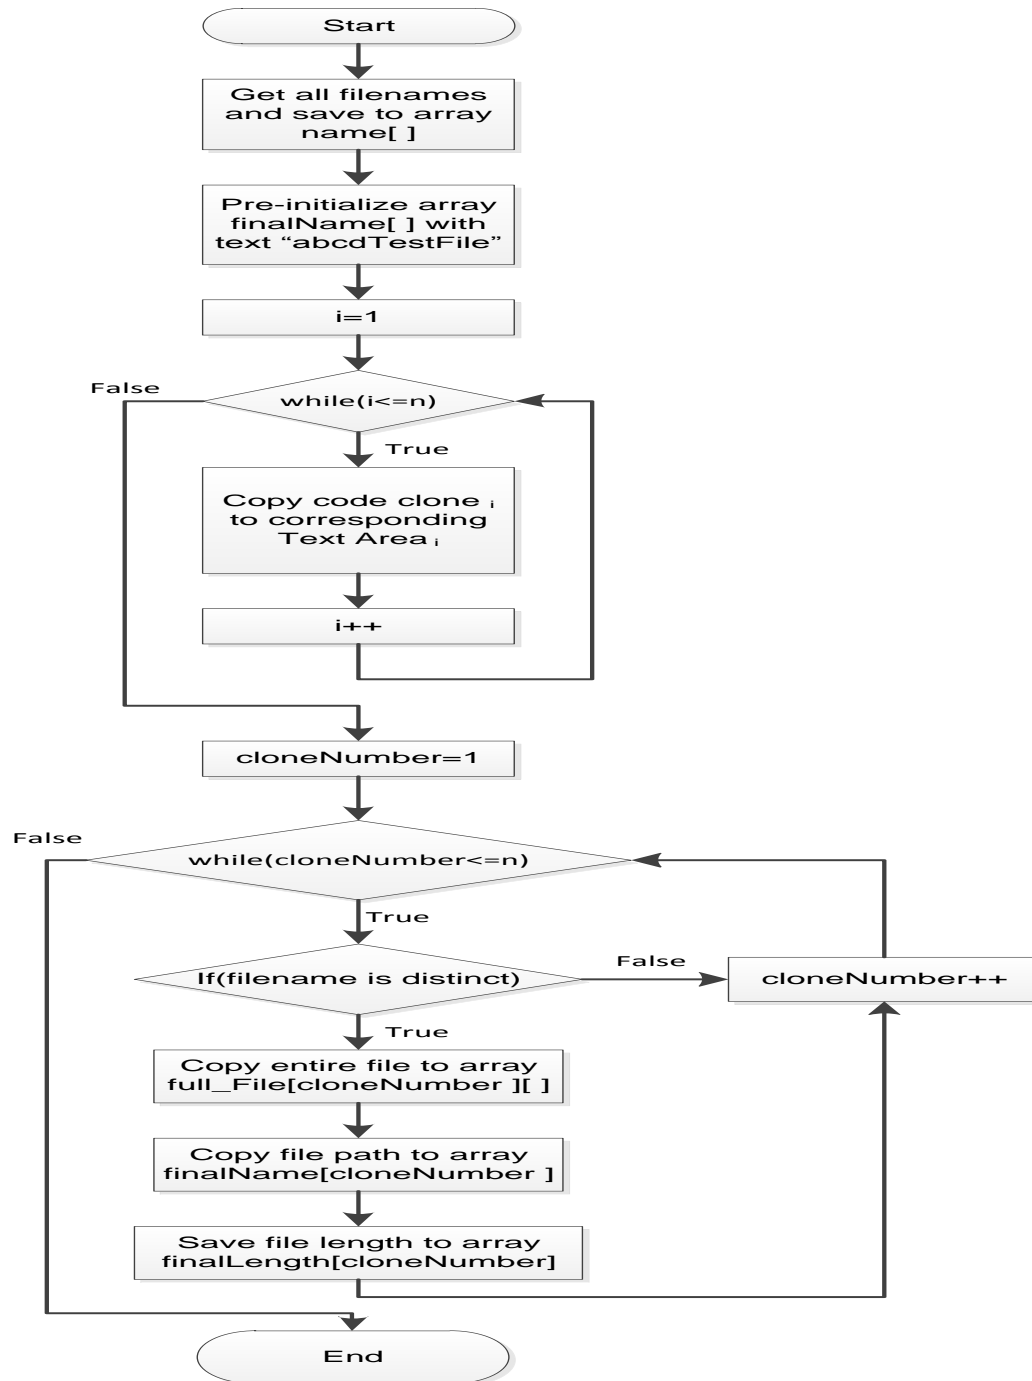 Start
Get all filenames
and save to array
name[ ]
Pre-initialize array
finalName[ ] with
text “abcdTestFile”
i=1
False
while(i<=n)
True
Copy code clone i
to corresponding
Text Area i
i++
cloneNumber=1
False
while(cloneNumber<=n)
True
If(filename is distinct)
False
cloneNumber++
True
Copy entire file to array
full_File[cloneNumber ][ ]
Copy file path to array
finalName[cloneNumber ]
Save file length to array
finalLength[cloneNumber]
End